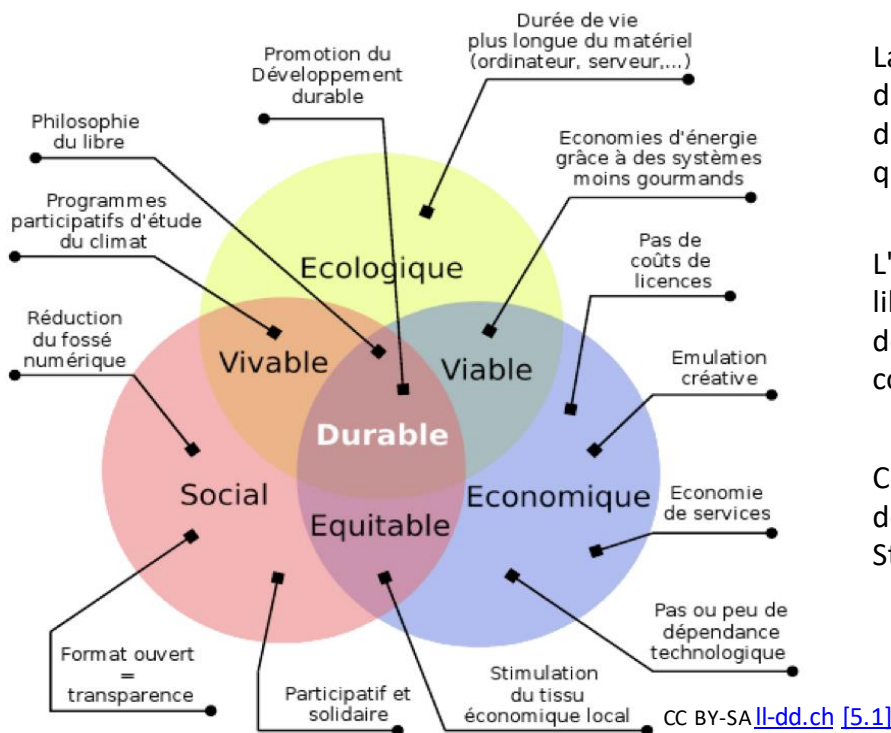 Durée de vie
plus longue du matériel
(ordinateur, serveur,...)
Promotion du
Développement
durable
Philosophie
du libre
Economies d'énergie
grâce à des systèmes
moins gourmands
Programmes
participatifs d'étude
du climat
Pas de
coûts de
licences
Ecologique
Réduction
du fossé
numérique
Vivable
Viable
Emulation
créative
Durable
Social
Equitable
Economique
Economie
de services
Format ouvert
=
transparence
Participatif et
solidaire
Stimulation
du tissu
économique local
Pas ou peu de
dépendance
technologique
CC BY-SA ll-dd.ch [5.1]
La
L'